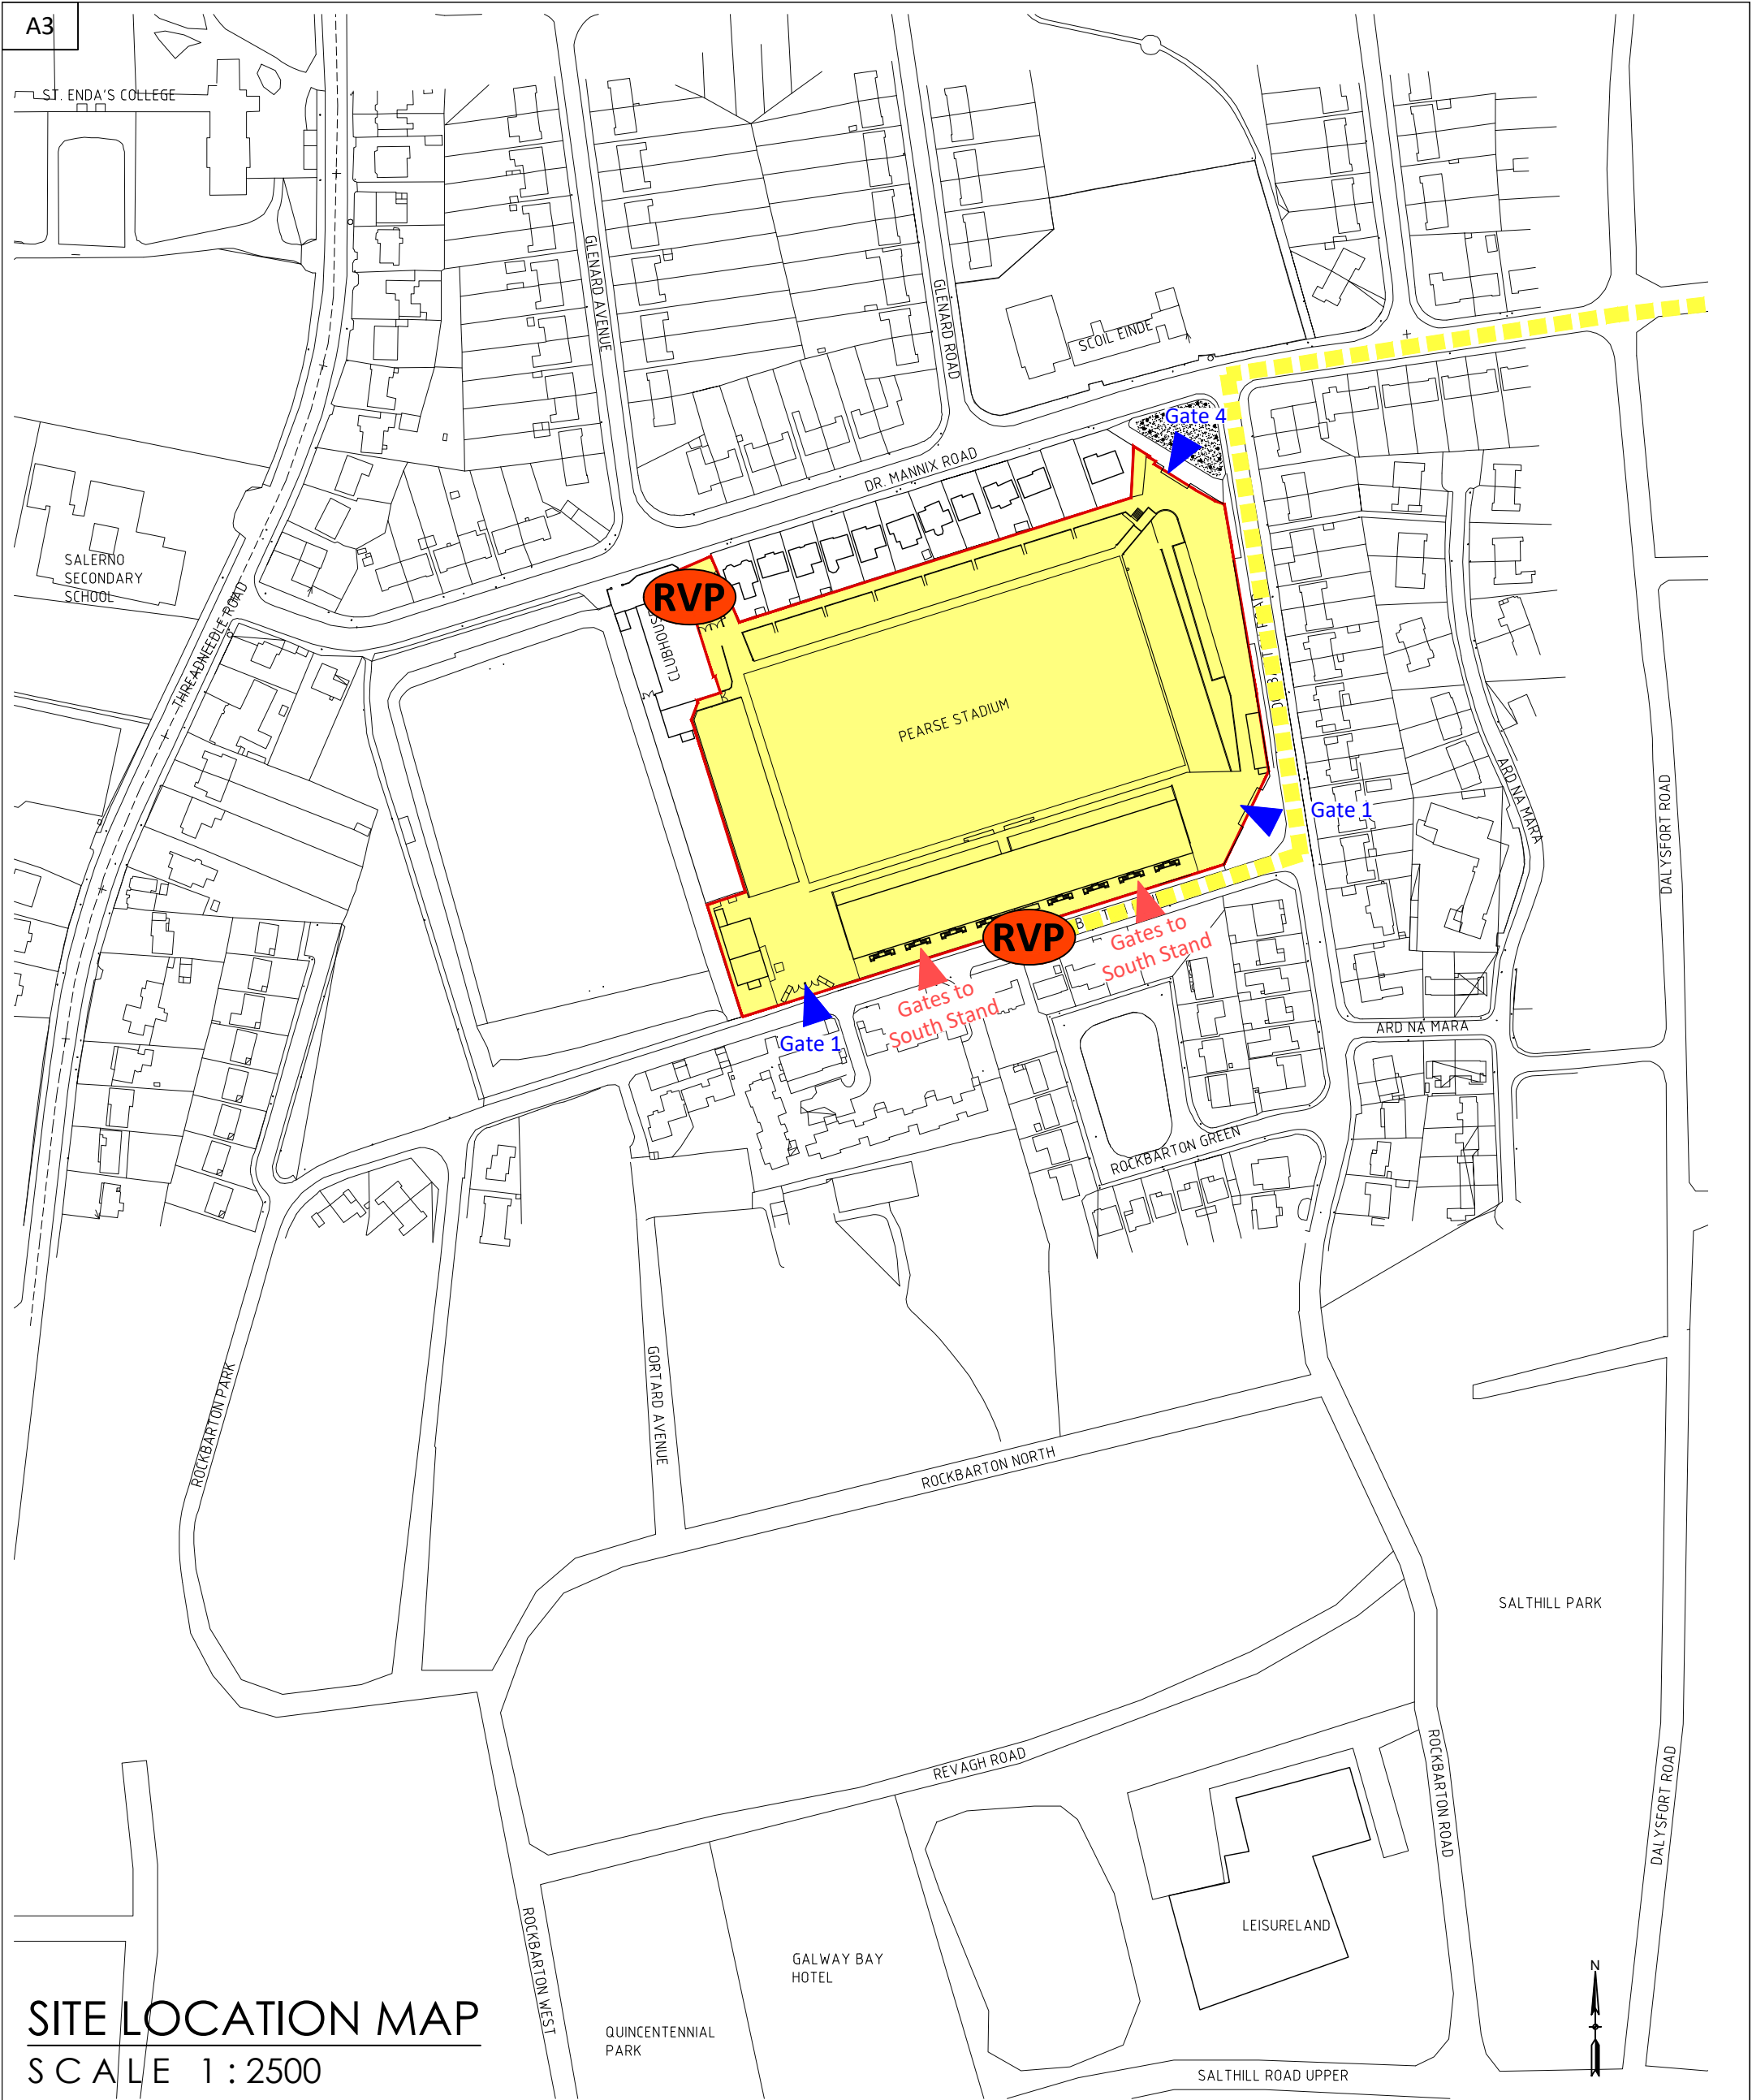 A3
ST. ENDA'S COLLEGE
GLENARD AVENUE
GLENARD ROAD
SCOIL EINDE
Gate 4
DR. MANNIX ROAD
SALERNO
SECONDARY
SCHOOL
THREADNEEDLE ROAD
RVP
PEARSE STADIUM
ARD NA MARA
DALYSFORT ROAD
Gate 1
RVP
Gates to
South Stand
Gates to
South Stand
Gate 1
ARD NA MARA
ROCKBARTON GREEN
ROCKBARTON PARK
GORTARD AVENUE
ROCKBARTON NORTH
SALTHILL PARK
REVAGH ROAD
ROCKBARTON ROAD
DALYSFORT ROAD
ROCKBARTON WEST
LEISURELAND
GALWAY BAY
HOTEL
N
QUINCENTENNIAL
PARK
SALTHILL ROAD UPPER
SITE LOCATION MAP
SCALE 1:2500